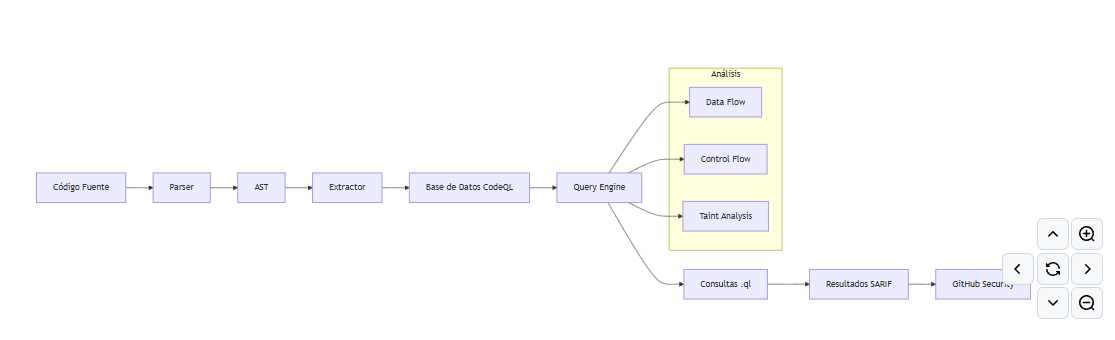 Análisis
Data Flow
Control Flow
Código Fuente
Parser
AST
Extractor
Base de Datos CodeQL
Query Engine
Taint Analysis
Consultas .ql
Resultados SARIF
GitHub Security